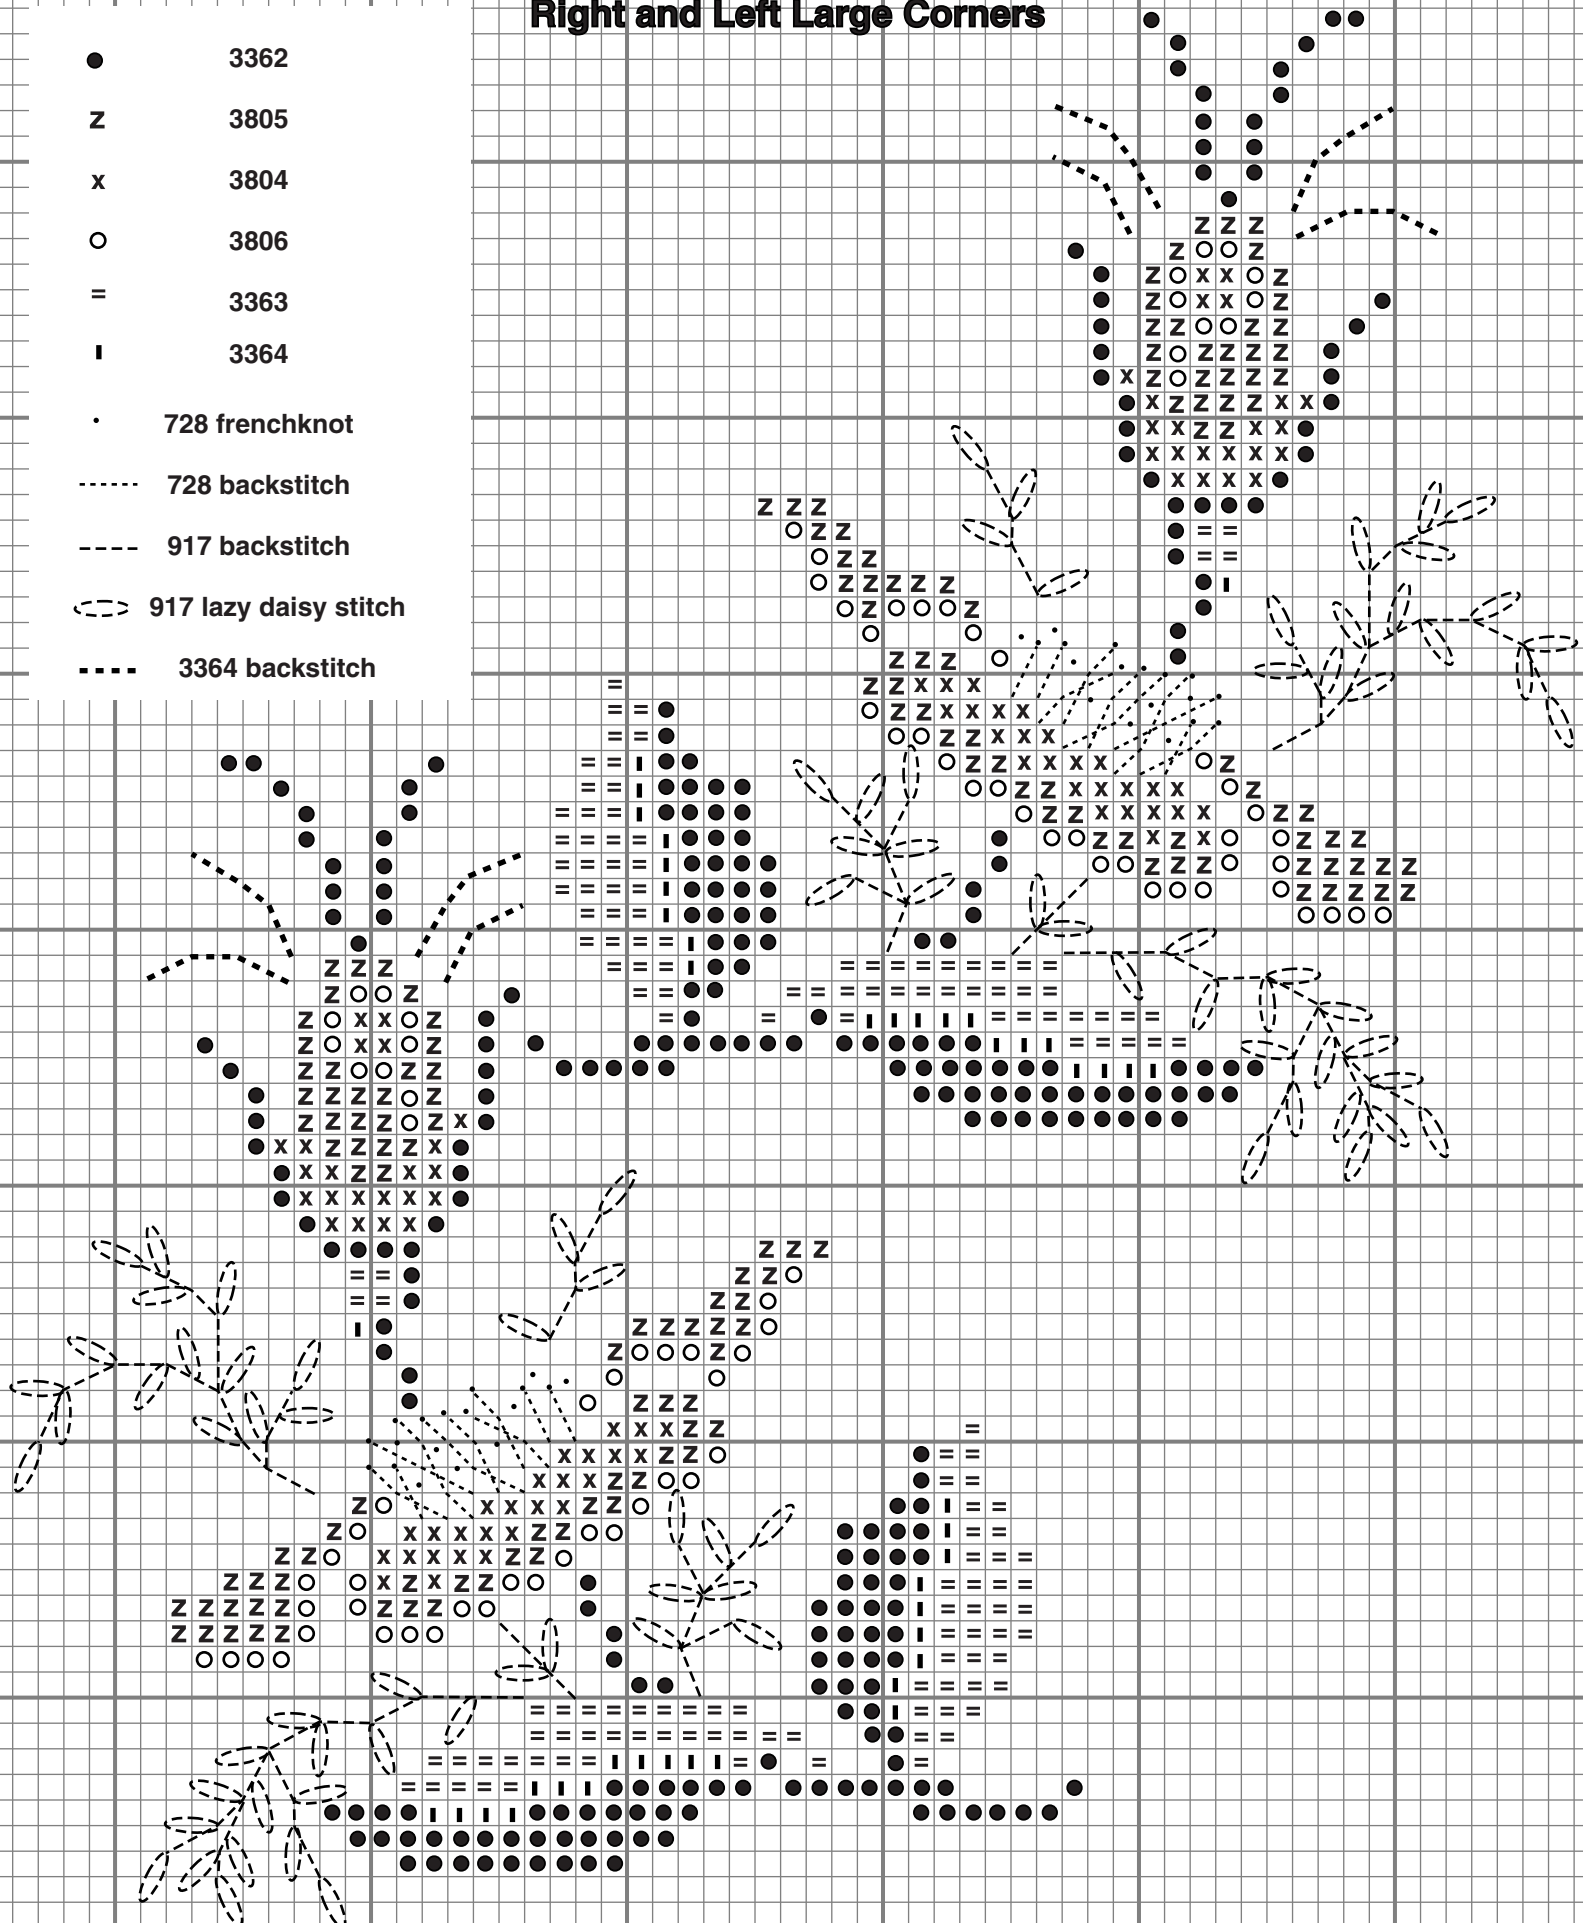 Right and Left Large Corners
3362
z 3805
x 3804
3806
= 3363
3364
728 frenchknot
728 backstitch
917 backstitch
917 lazy daisy stitch
3364 backstitch